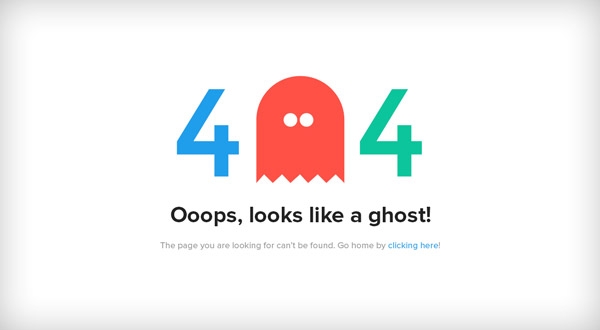 4 4
Ooops, looks like a ghost!
The page you are looking for can't be found. Go home by clicking here!